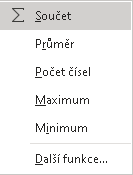 Součet
Průměr
Počet čísel
Maximum
Minimum
Další funkce...